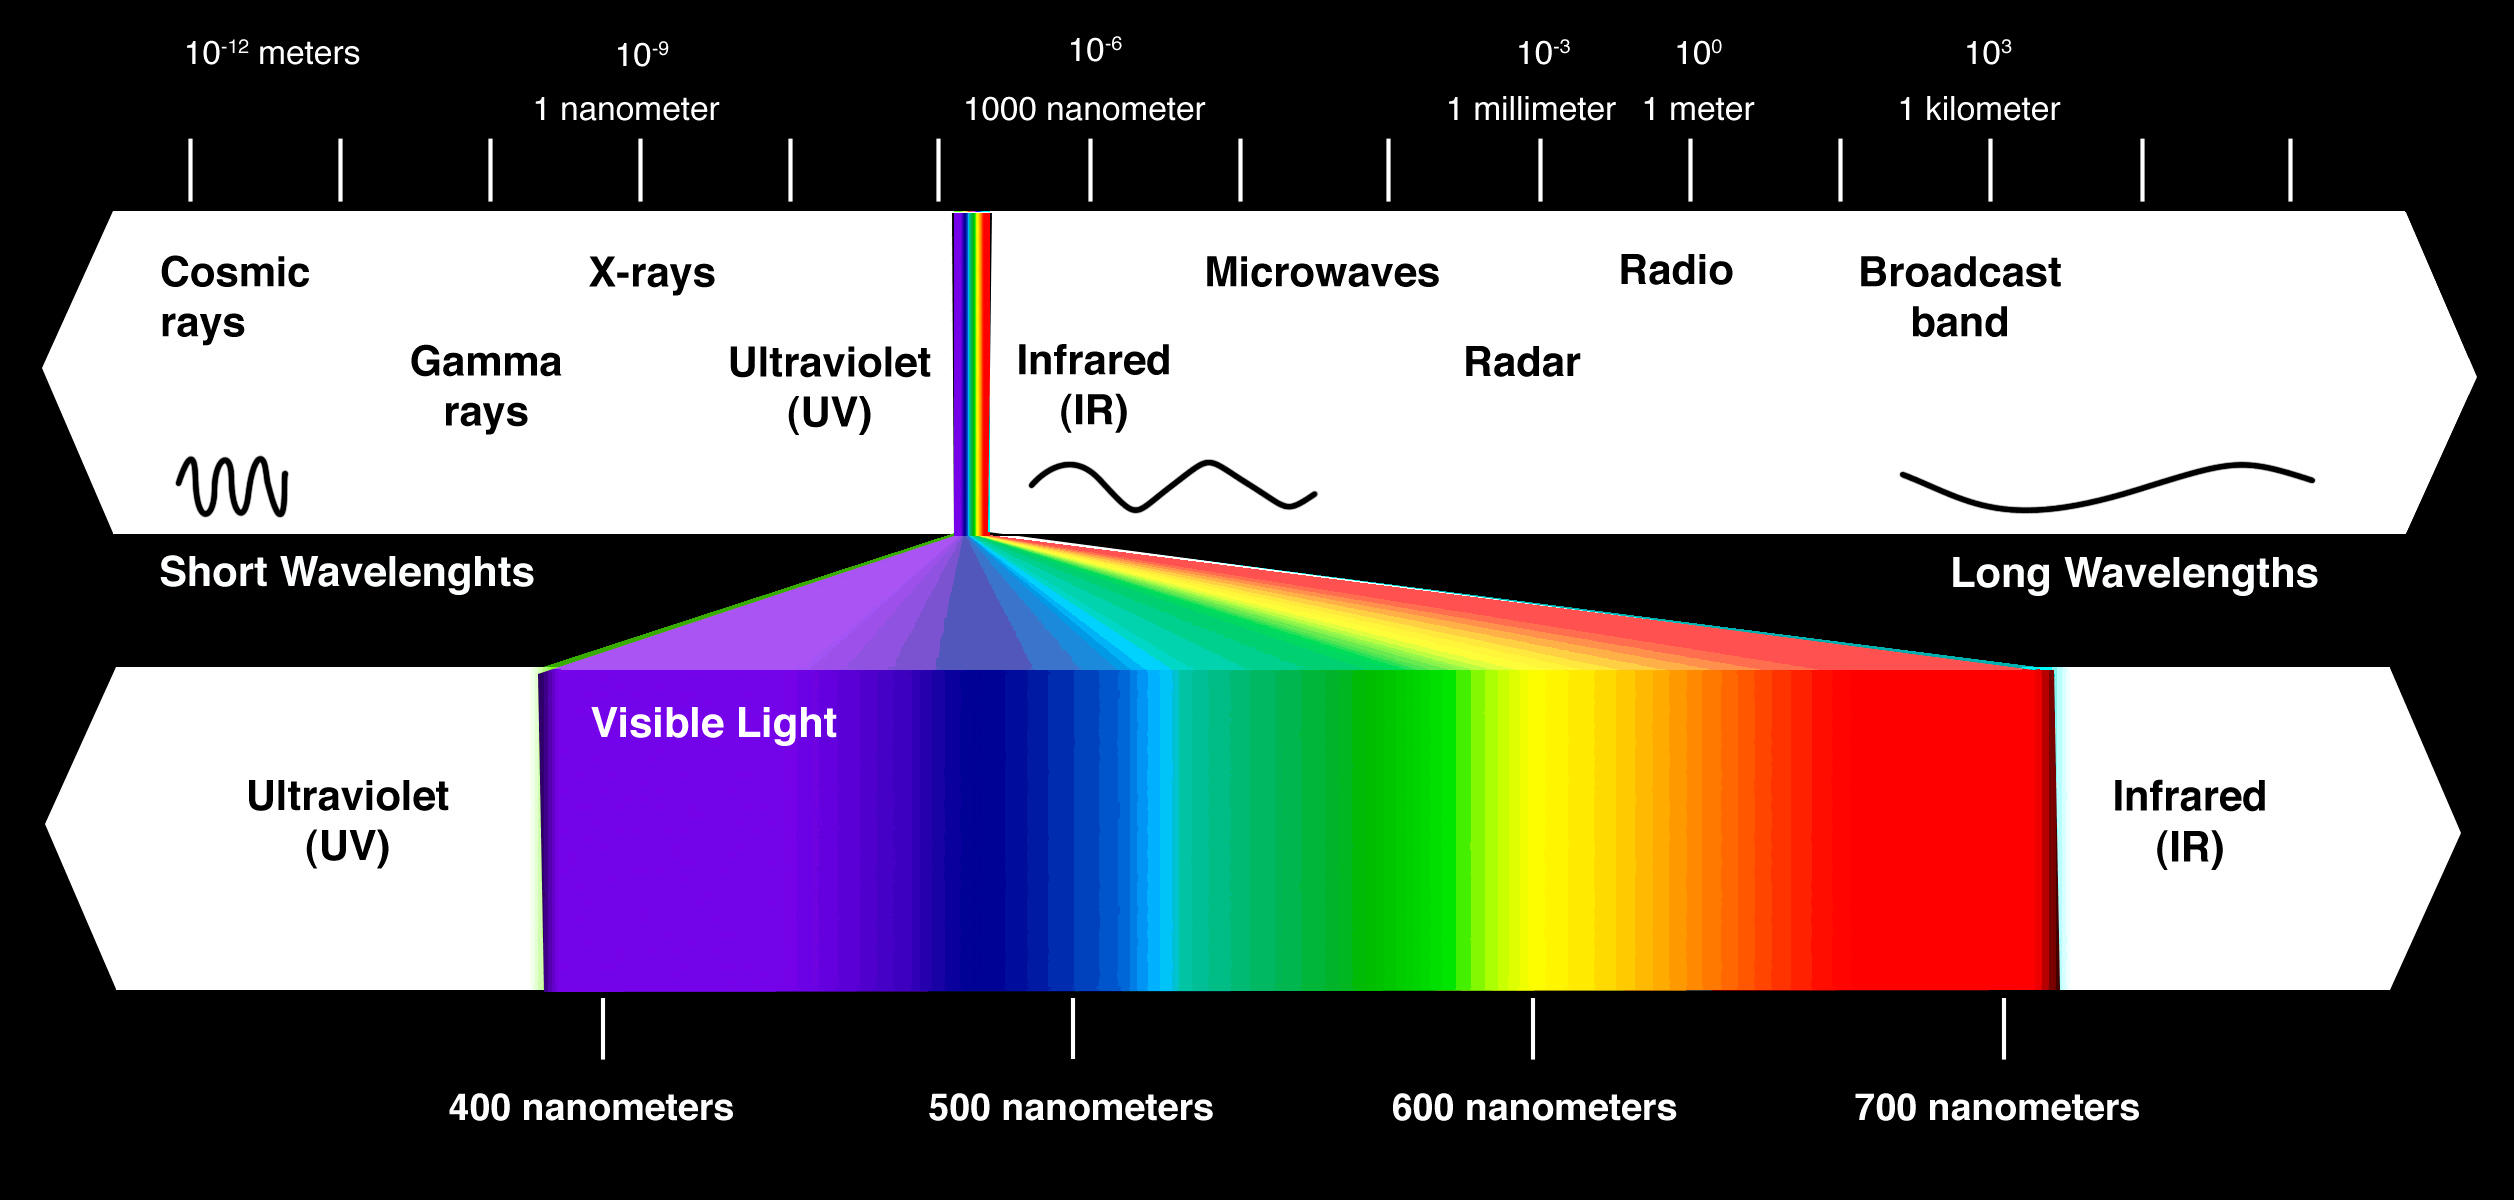 10⁻¹² meters
10⁻⁹
10⁻⁶
10⁻³
10⁰
10³
1 nanometer
1000 nanometer
1 millimeter
1 meter
1 kilometer
Cosmic
rays
Gamma
rays
X-rays
Ultraviolet
(UV)
Infrared
(IR)
Microwaves
Radar
Radio
Broadcast
band
Short Wavelenghts
Long Wavelengths
Visible Light
Ultraviolet
(UV)
Infrared
(IR)
400 nanometers
500 nanometers
600 nanometers
700 nanometers